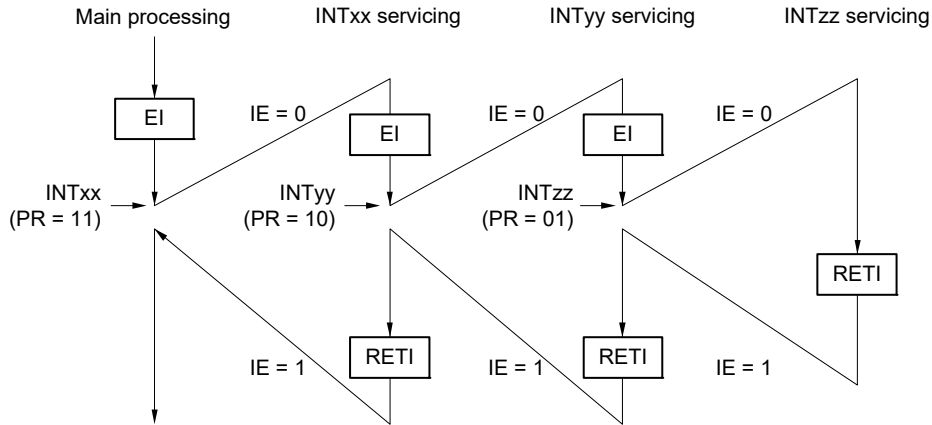 Main processing
INTxx servicing
INTyy servicing
INTzz servicing
EI
IE = 0
EI
IE = 0
EI
IE = 0
INTxx
(PR = 11)
INTyy
(PR = 10)
INTzz
(PR = 01)
RETI
IE = 1
RETI
IE = 1
RETI
IE = 1